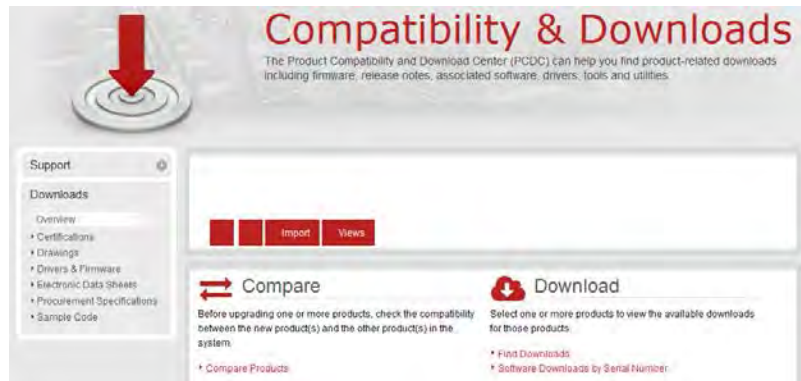 Compatibility & Downloads
The Product Compatibility and Download Center (PCDC) can help you find product-related downloads
including firmware, release notes, associated software, drivers, tools and utilities.
Support
Downloads
Overview
Certifications
Drawings
Drivers & Firmware
Electronic Data Sheets
Procurement Specifications
Sample Code
Import Views
Compare
Before upgrading one or more products, check the compatibility
between the new product(s) and the other product(s) in the
system.
Compare Products
Download
Select one or more products to view the available downloads
for those products
Find Downloads
Software Downloads by Serial Number